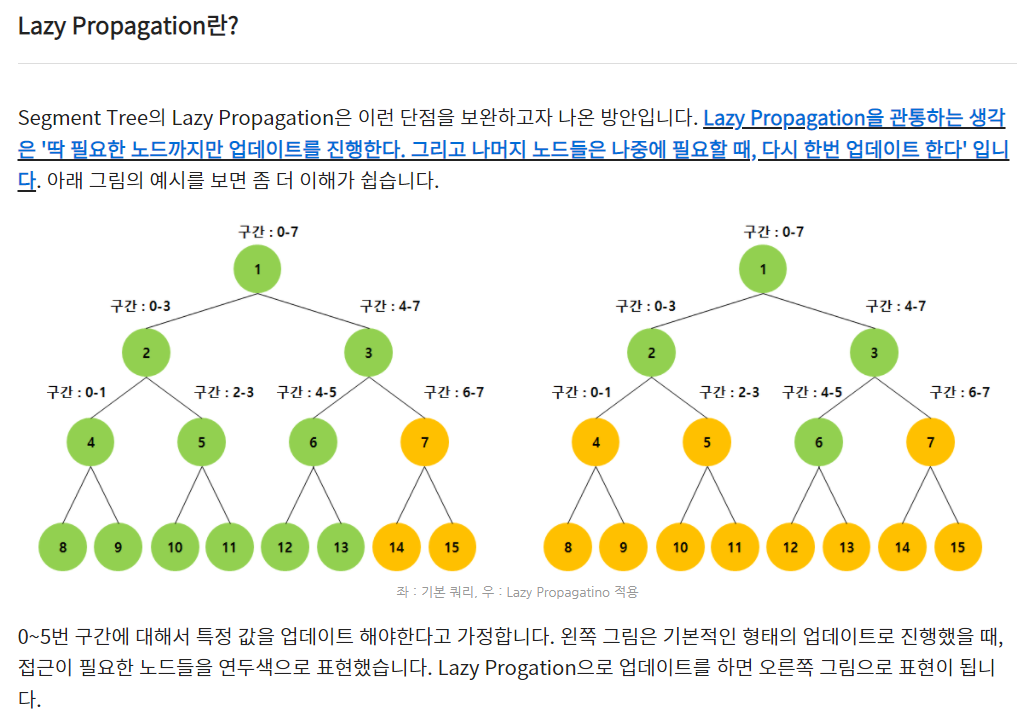 Lazy Propagation란?
Segment Tree의 Lazy Propagation은 이런 단점을 보완하고자 나온 방안입니다. Lazy Propagation을 관통하는 생각
은 '딱 필요한 노드까지만 업데이트를 진행한다. 그리고 나머지 노드들은 나중에 필요할 때, 다시 한번 업데이트 한다' 입니
다. 아래 그림의 예시를 보면 좀 더 이해가 쉽습니다.
구간 : 0-7
1
구간 : 0-3
구간 : 4-7
2
3
구간 : 0-1
구간 : 2-3
구간 : 4-5
구간 : 6-7
4
5
6
7
8
9
10
11
12
13
14
15
구간 : 0-7
1
구간 : 0-3
구간 : 4-7
2
3
구간 : 0-1
구간 : 2-3
구간 : 4-5
구간 : 6-7
4
5
6
7
8
9
10
11
12
13
14
15
좌 : 기본 쿼리, 우 : Lazy Propagatino 적용
0~5번 구간에 대해서 특정 값을 업데이트 해야한다고 가정합니다. 왼쪽 그림은 기본적인 형태의 업데이트로 진행했을 때,
접근이 필요한 노드들을 연두색으로 표현했습니다. Lazy Progation으로 업데이트를 하면 오른쪽 그림으로 표현이 됩니
다.